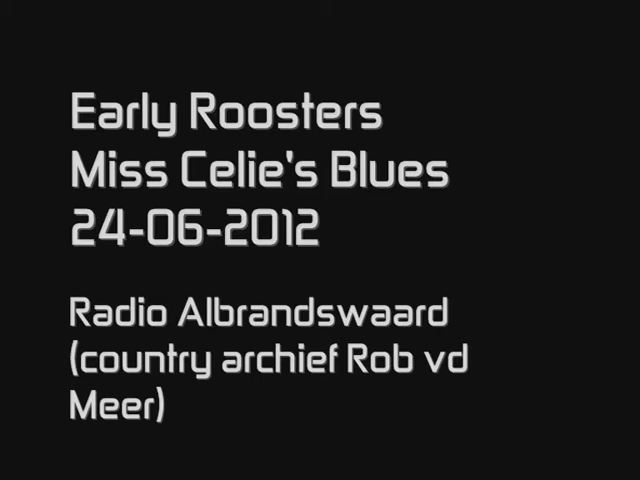 Early Roosters
Miss Celie's Blues
24-06-2012
Radio Albrandswaard
(country archief Rob vd
Meer)